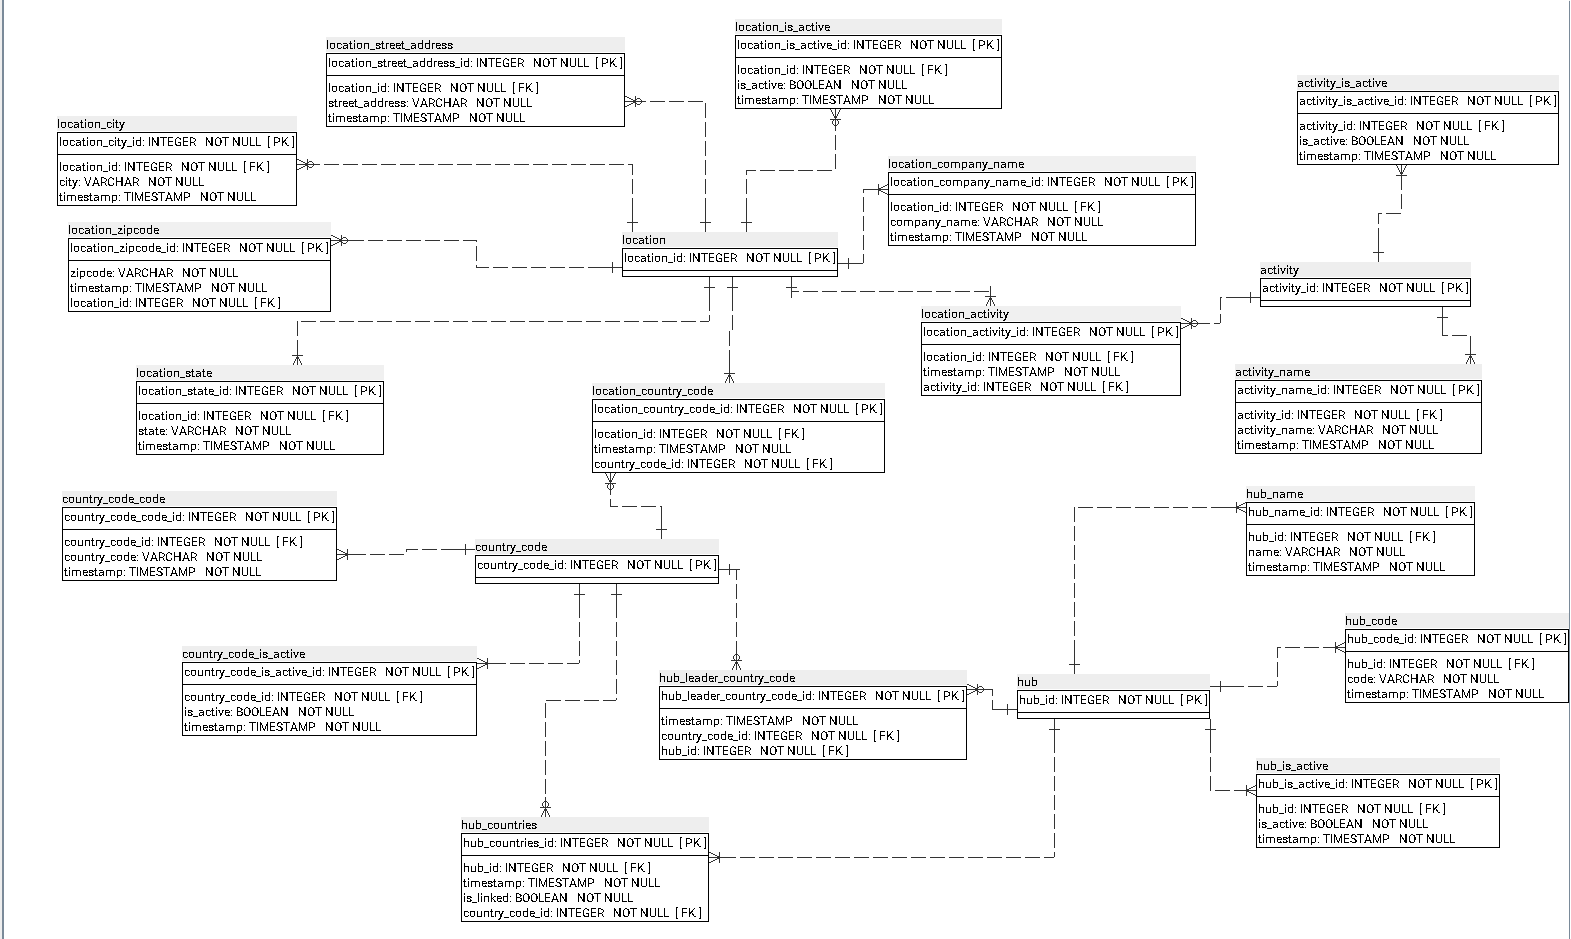 location_is_active
location_is_active_id: INTEGER NOT NULL [ PK ]
location_id: INTEGER NOT NULL [ FK ]
is_active: BOOLEAN NOT NULL
timestamp: TIMESTAMP NOT NULL
location_street_address
location_street_address_id: INTEGER NOT NULL [ PK ]
location_id: INTEGER NOT NULL [ FK ]
street_address: VARCHAR NOT NULL
timestamp: TIMESTAMP NOT NULL
activity_is_active
activity_is_active_id: INTEGER NOT NULL [ PK ]
activity_id: INTEGER NOT NULL [ FK ]
is_active: BOOLEAN NOT NULL
timestamp: TIMESTAMP NOT NULL
location_city
location_city_id: INTEGER NOT NULL [ PK ]
location_id: INTEGER NOT NULL [ FK ]
city: VARCHAR NOT NULL
timestamp: TIMESTAMP NOT NULL
location_company_name
location_company_name_id: INTEGER NOT NULL [ PK ]
location_id: INTEGER NOT NULL [ FK ]
company_name: VARCHAR NOT NULL
timestamp: TIMESTAMP NOT NULL
location_zipcode
location_zipcode_id: INTEGER NOT NULL [ PK ]
zipcode: VARCHAR NOT NULL
timestamp: TIMESTAMP NOT NULL
location_id: INTEGER NOT NULL [ FK ]
location
location_id: INTEGER NOT NULL [ PK ]
activity
activity_id: INTEGER NOT NULL [ PK ]
location_activity
location_activity_id: INTEGER NOT NULL [ PK ]
location_id: INTEGER NOT NULL [ FK ]
timestamp: TIMESTAMP NOT NULL
activity_id: INTEGER NOT NULL [ FK ]
location_state
location_state_id: INTEGER NOT NULL [ PK ]
location_id: INTEGER NOT NULL [ FK ]
state: VARCHAR NOT NULL
timestamp: TIMESTAMP NOT NULL
activity_name
activity_name_id: INTEGER NOT NULL [ PK ]
activity_id: INTEGER NOT NULL [ FK ]
activity_name: VARCHAR NOT NULL
timestamp: TIMESTAMP NOT NULL
location_country_code
location_country_code_id: INTEGER NOT NULL [ PK ]
location_id: INTEGER NOT NULL [ FK ]
timestamp: TIMESTAMP NOT NULL
country_code_id: INTEGER NOT NULL [ FK ]
country_code_code
country_code_code_id: INTEGER NOT NULL [ PK ]
country_code_id: INTEGER NOT NULL [ FK ]
country_code: VARCHAR NOT NULL
timestamp: TIMESTAMP NOT NULL
hub_name
hub_name_id: INTEGER NOT NULL [ PK ]
hub_id: INTEGER NOT NULL [ FK ]
name: VARCHAR NOT NULL
timestamp: TIMESTAMP NOT NULL
country_code
country_code_id: INTEGER NOT NULL [ PK ]
hub_code
hub_code_id: INTEGER NOT NULL [ PK ]
hub_id: INTEGER NOT NULL [ FK ]
code: VARCHAR NOT NULL
timestamp: TIMESTAMP NOT NULL
country_code_is_active
country_code_is_active_id: INTEGER NOT NULL [ PK ]
country_code_id: INTEGER NOT NULL [ FK ]
is_active: BOOLEAN NOT NULL
timestamp: TIMESTAMP NOT NULL
hub_leader_country_code
hub_leader_country_code_id: INTEGER NOT NULL [ PK ]
timestamp: TIMESTAMP NOT NULL
country_code_id: INTEGER NOT NULL [ FK ]
hub_id: INTEGER NOT NULL [ FK ]
hub
hub_id: INTEGER NOT NULL [ PK ]
hub_is_active
hub_is_active_id: INTEGER NOT NULL [ PK ]
hub_id: INTEGER NOT NULL [ FK ]
is_active: BOOLEAN NOT NULL
timestamp: TIMESTAMP NOT NULL
hub_countries
hub_countries_id: INTEGER NOT NULL [ PK ]
hub_id: INTEGER NOT NULL [ FK ]
timestamp: TIMESTAMP NOT NULL
is_linked: BOOLEAN NOT NULL
country_code_id: INTEGER NOT NULL [ FK ]